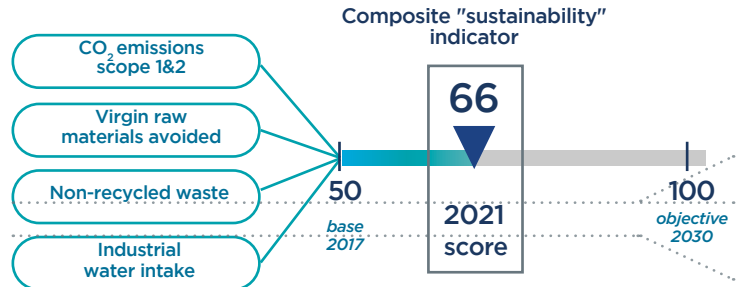 Composite "sustainability"
indicator
CO2 emissions
scope 1&2
Virgin raw
materials avoided
Non-recycled waste
Industrial
water intake
66
50
100
base
2017
2021
score
objective
2030